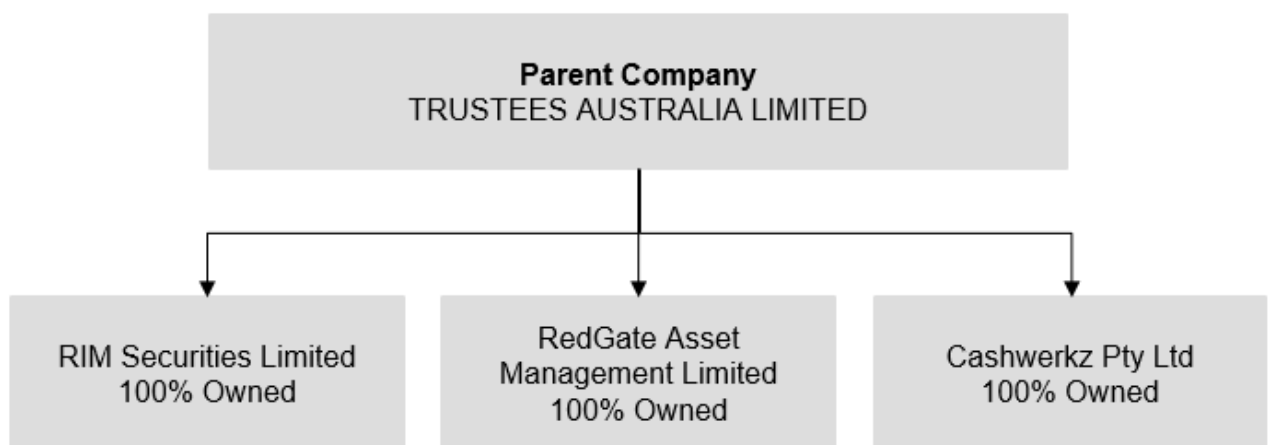 Parent Company
TRUSTEES AUSTRALIA LIMITED
RIM Securities Limited
100% Owned
RedGate Asset
Management Limited
100% Owned
Cashwerkz Pty Ltd
100% Owned